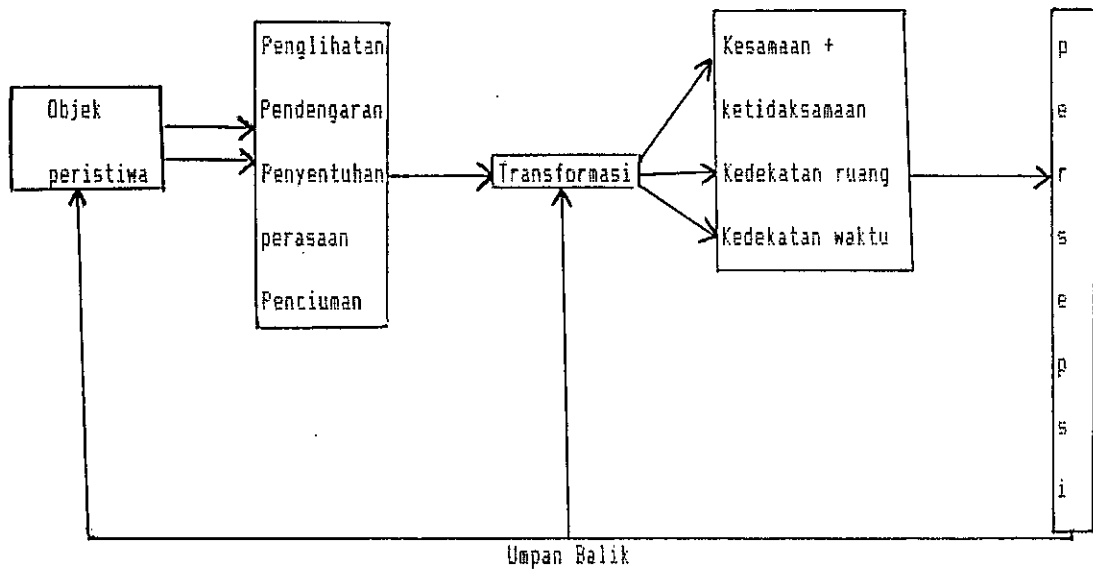 Objek
peristiwa
Penglihatan
Pendengaran
Penyentuhan
perasaan
Penciuman
Transformasi
Kesamaan +
ketidaksamaan
Kedekatan ruang
Kedekatan waktu
p
e
r
s
e
p
s
i
Umpan Balik